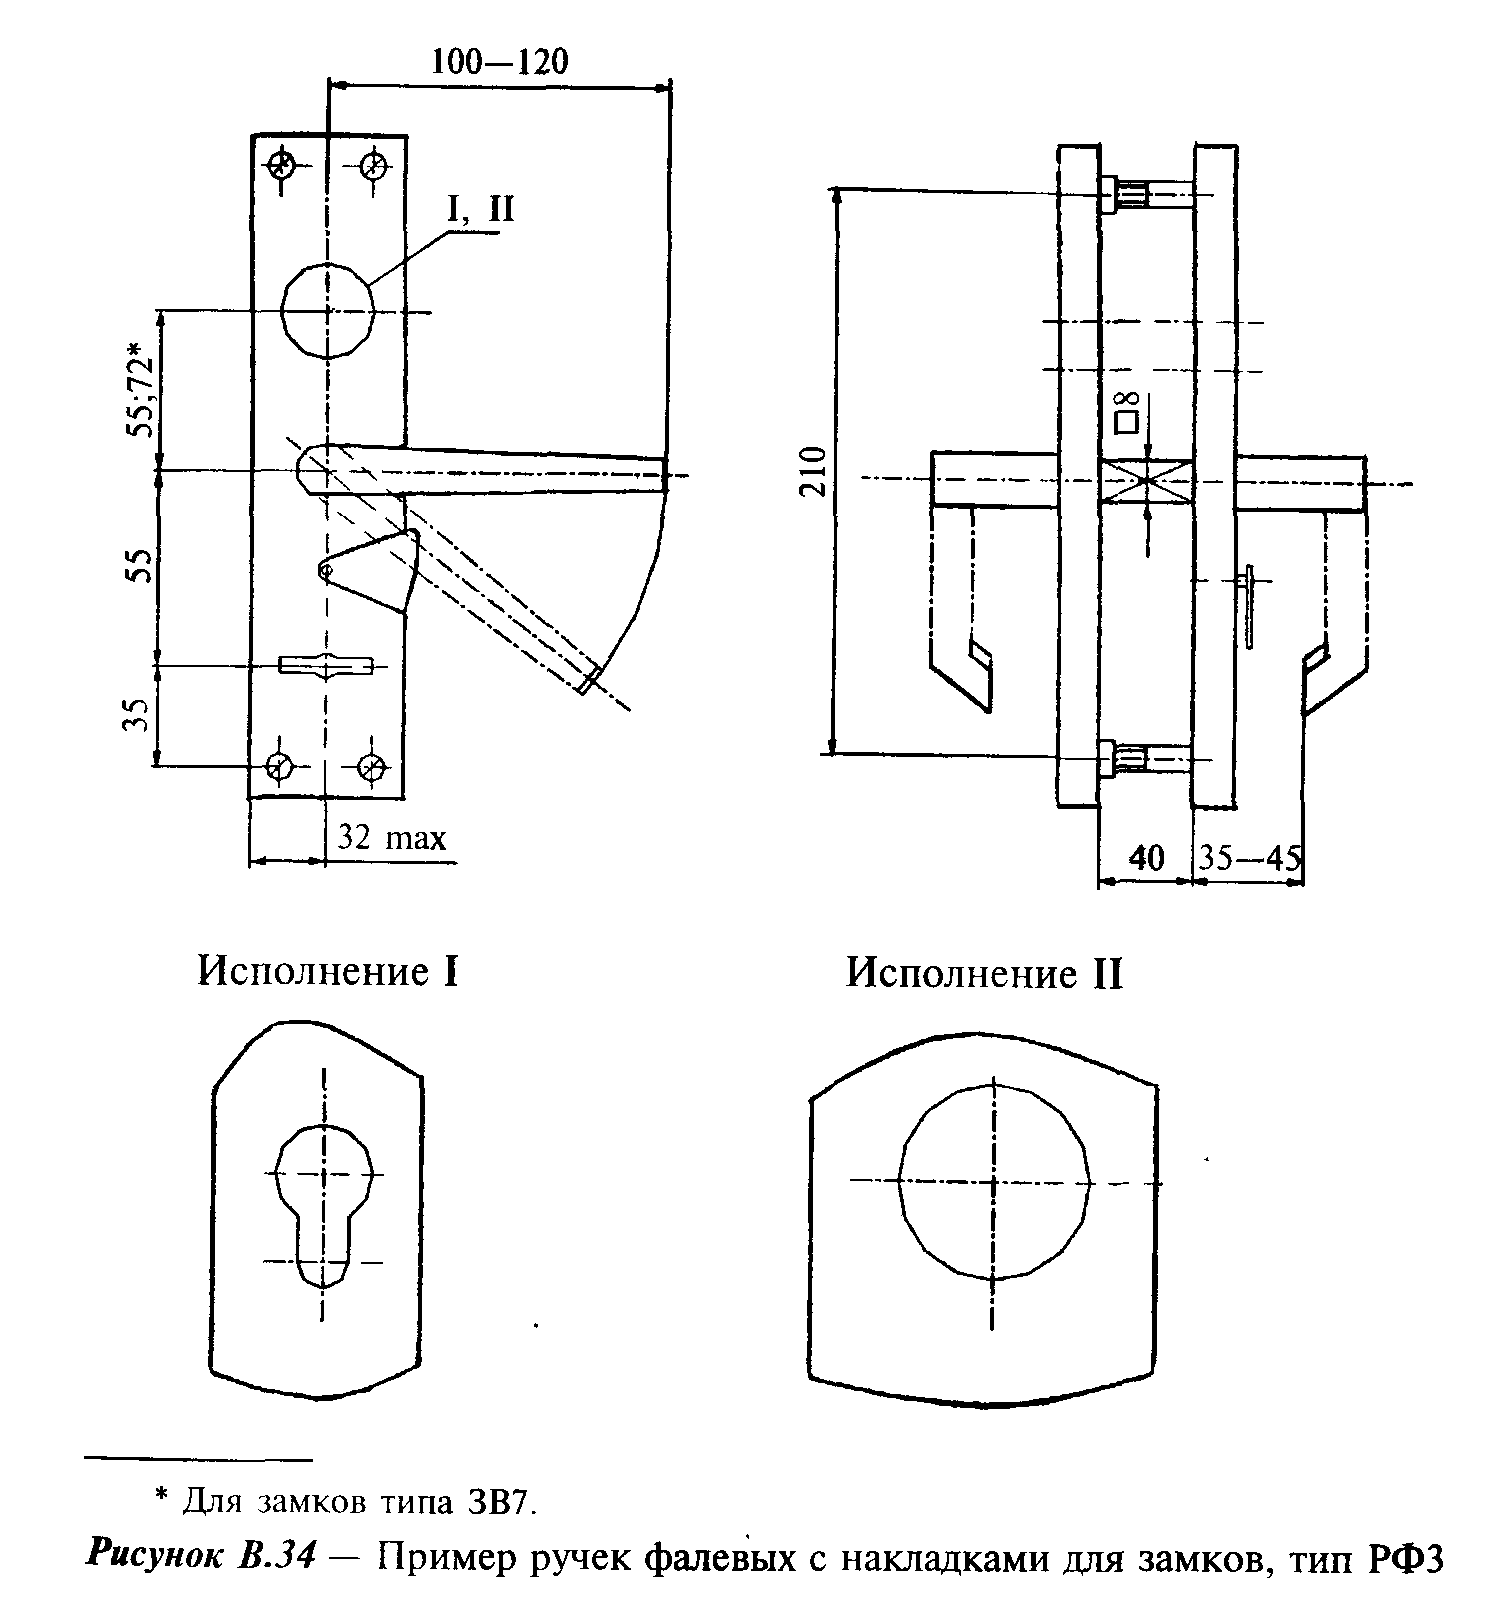 100—120
I, II
55;72*
55
35
32 max
210
□8
40
35—45
Исполнение I
Исполнение II
* Для замков типа ЗВ7.
Рисунок В.34 — Пример ручек фалевых с накладками для замков, тип РФ3